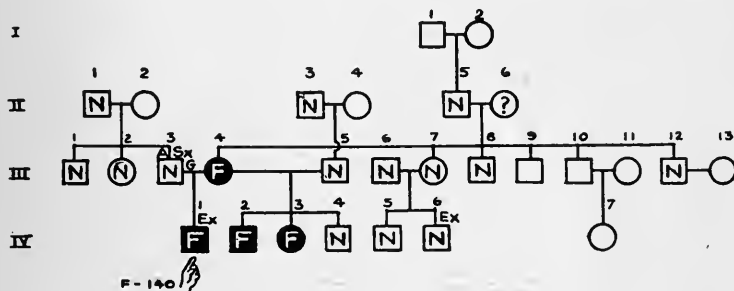 I 1 2
1 2 3 4 5 6
II N N N ?
1 2 3 4 5 6 7 8 9 10 11 12 13
A Sx G
III N N N F N N N N N
1 2 3 4 5 6 7
Ex Ex
IV F F F N N N
F-140